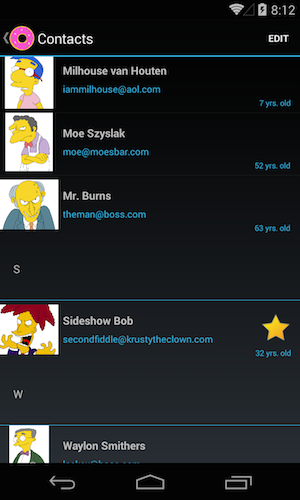 8:12
Contacts
EDIT
Milhouse van Houten
iammilhouse@aol.com
7 yrs. old
Moe Szyslak
moe@moesbar.com
52 yrs. old
Mr. Burns
theman@boss.com
63 yrs. old
S
Sideshow Bob
secondfiddle@krustytheclown.com
32 yrs. old
W
Waylon Smithers